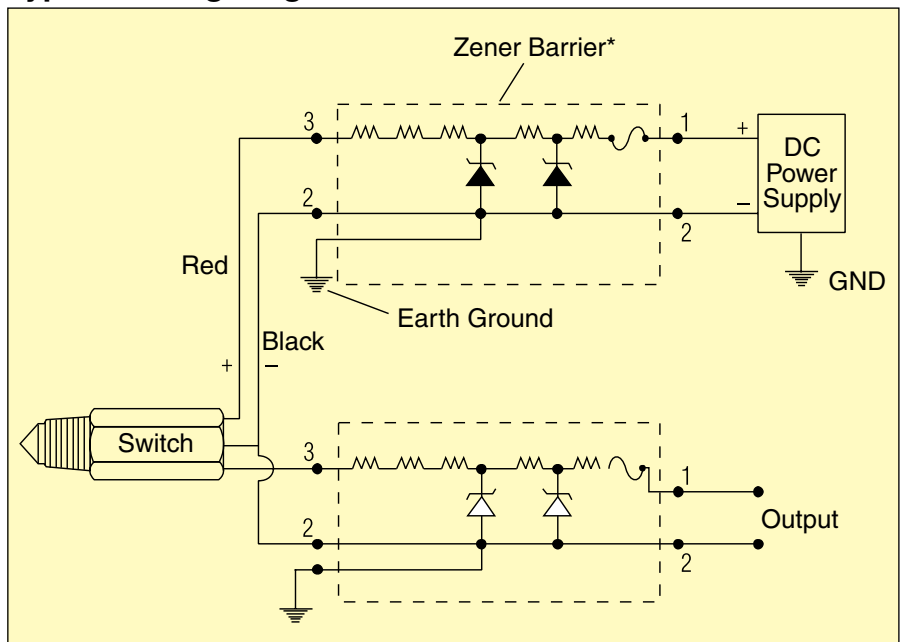 Zener Barrier*
3
1
+
DC
Power
Supply
2
–
2
Red
GND
Earth Ground
Black
+
–
Switch
3
1
Output
2
2